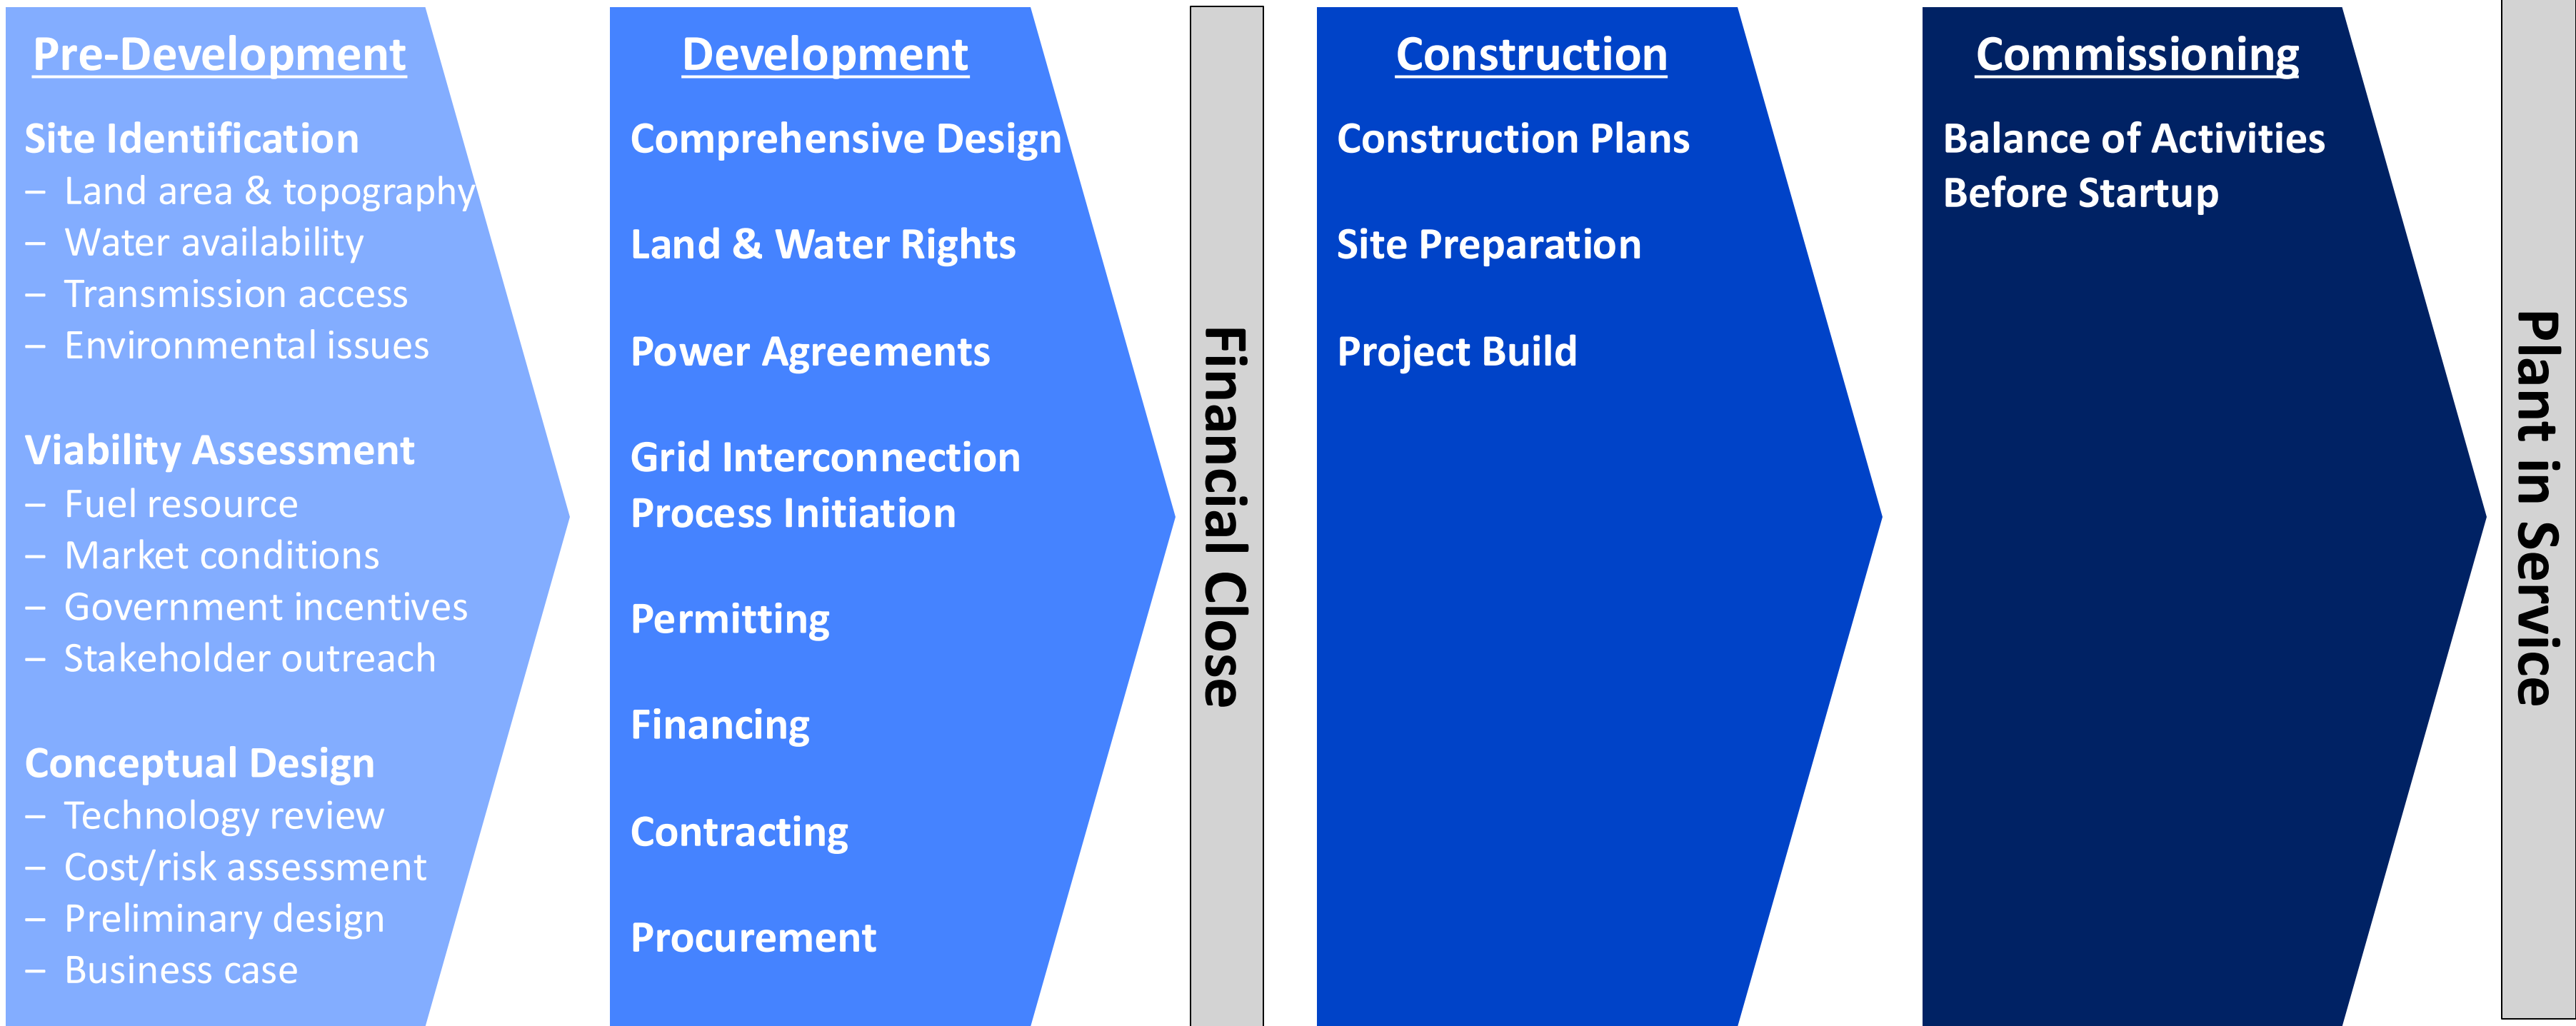 Pre-Development
Site Identification
– Land area & topography
– Water availability
– Transmission access
– Environmental issues
Viability Assessment
– Fuel resource
– Market conditions
– Government incentives
– Stakeholder outreach
Conceptual Design
– Technology review
– Cost/risk assessment
– Preliminary design
– Business case
Development
Comprehensive Design
Land & Water Rights
Power Agreements
Grid Interconnection
Process Initiation
Permitting
Financing
Contracting
Procurement
Financial Close
Construction
Construction Plans
Site Preparation
Project Build
Commissioning
Balance of Activities
Before Startup
Plant in Service